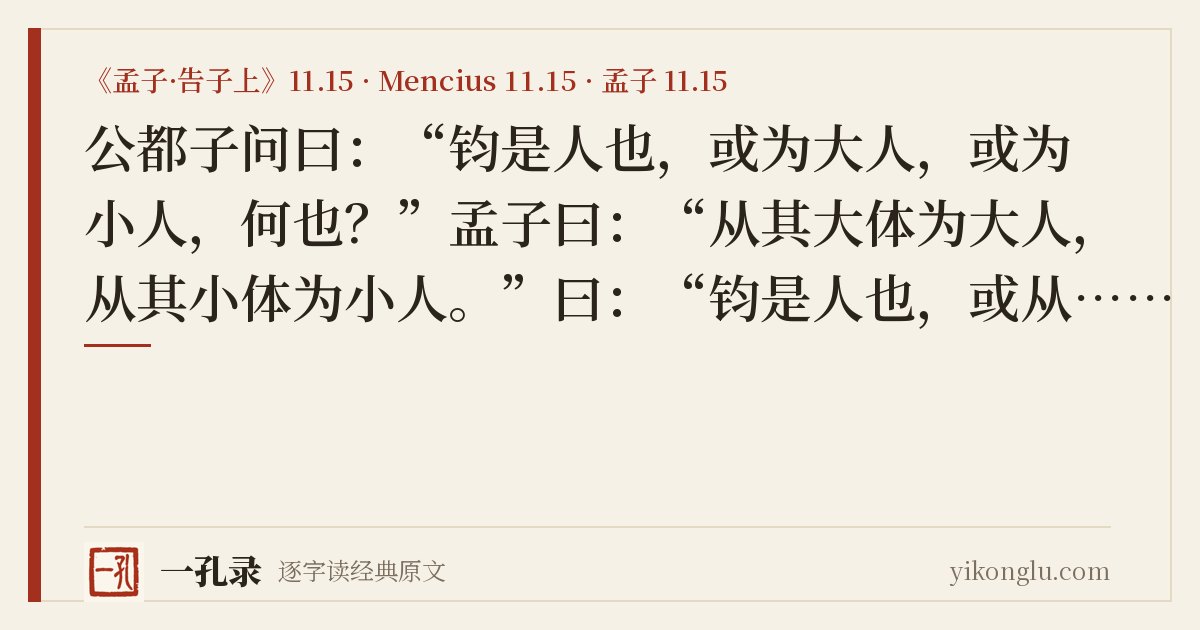 《孟子·告子上》11.15 · Mencius 11.15 · 孟子 11.15
公都子问曰：“钧是人也，或为大人，或为
小人，何也？”孟子曰：“从其大体为大人，
从其小体为小人。”曰：“钧是人也，或从……
一孔
一孔录 逐字读经典原文
yikonglu.com